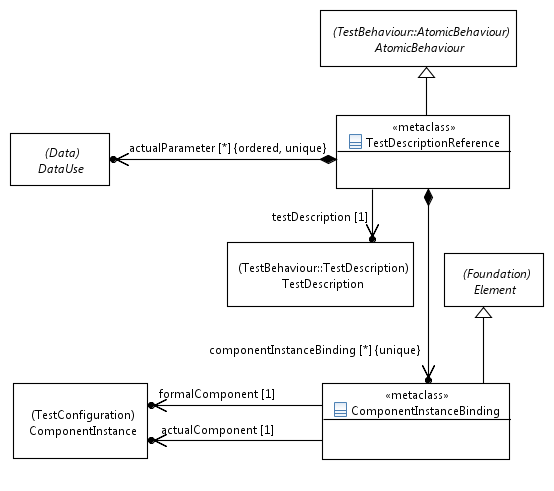 (TestBehaviour::AtomicBehaviour)
AtomicBehaviour
«metaclass»
TestDescriptionReference
actualParameter [*] {ordered, unique}
(Data)
DataUse
testDescription [1]
(TestBehaviour::TestDescription)
TestDescription
(Foundation)
Element
componentInstanceBinding [*] {unique}
«metaclass»
ComponentInstanceBinding
formalComponent [1]
(TestConfiguration)
ComponentInstance
actualComponent [1]